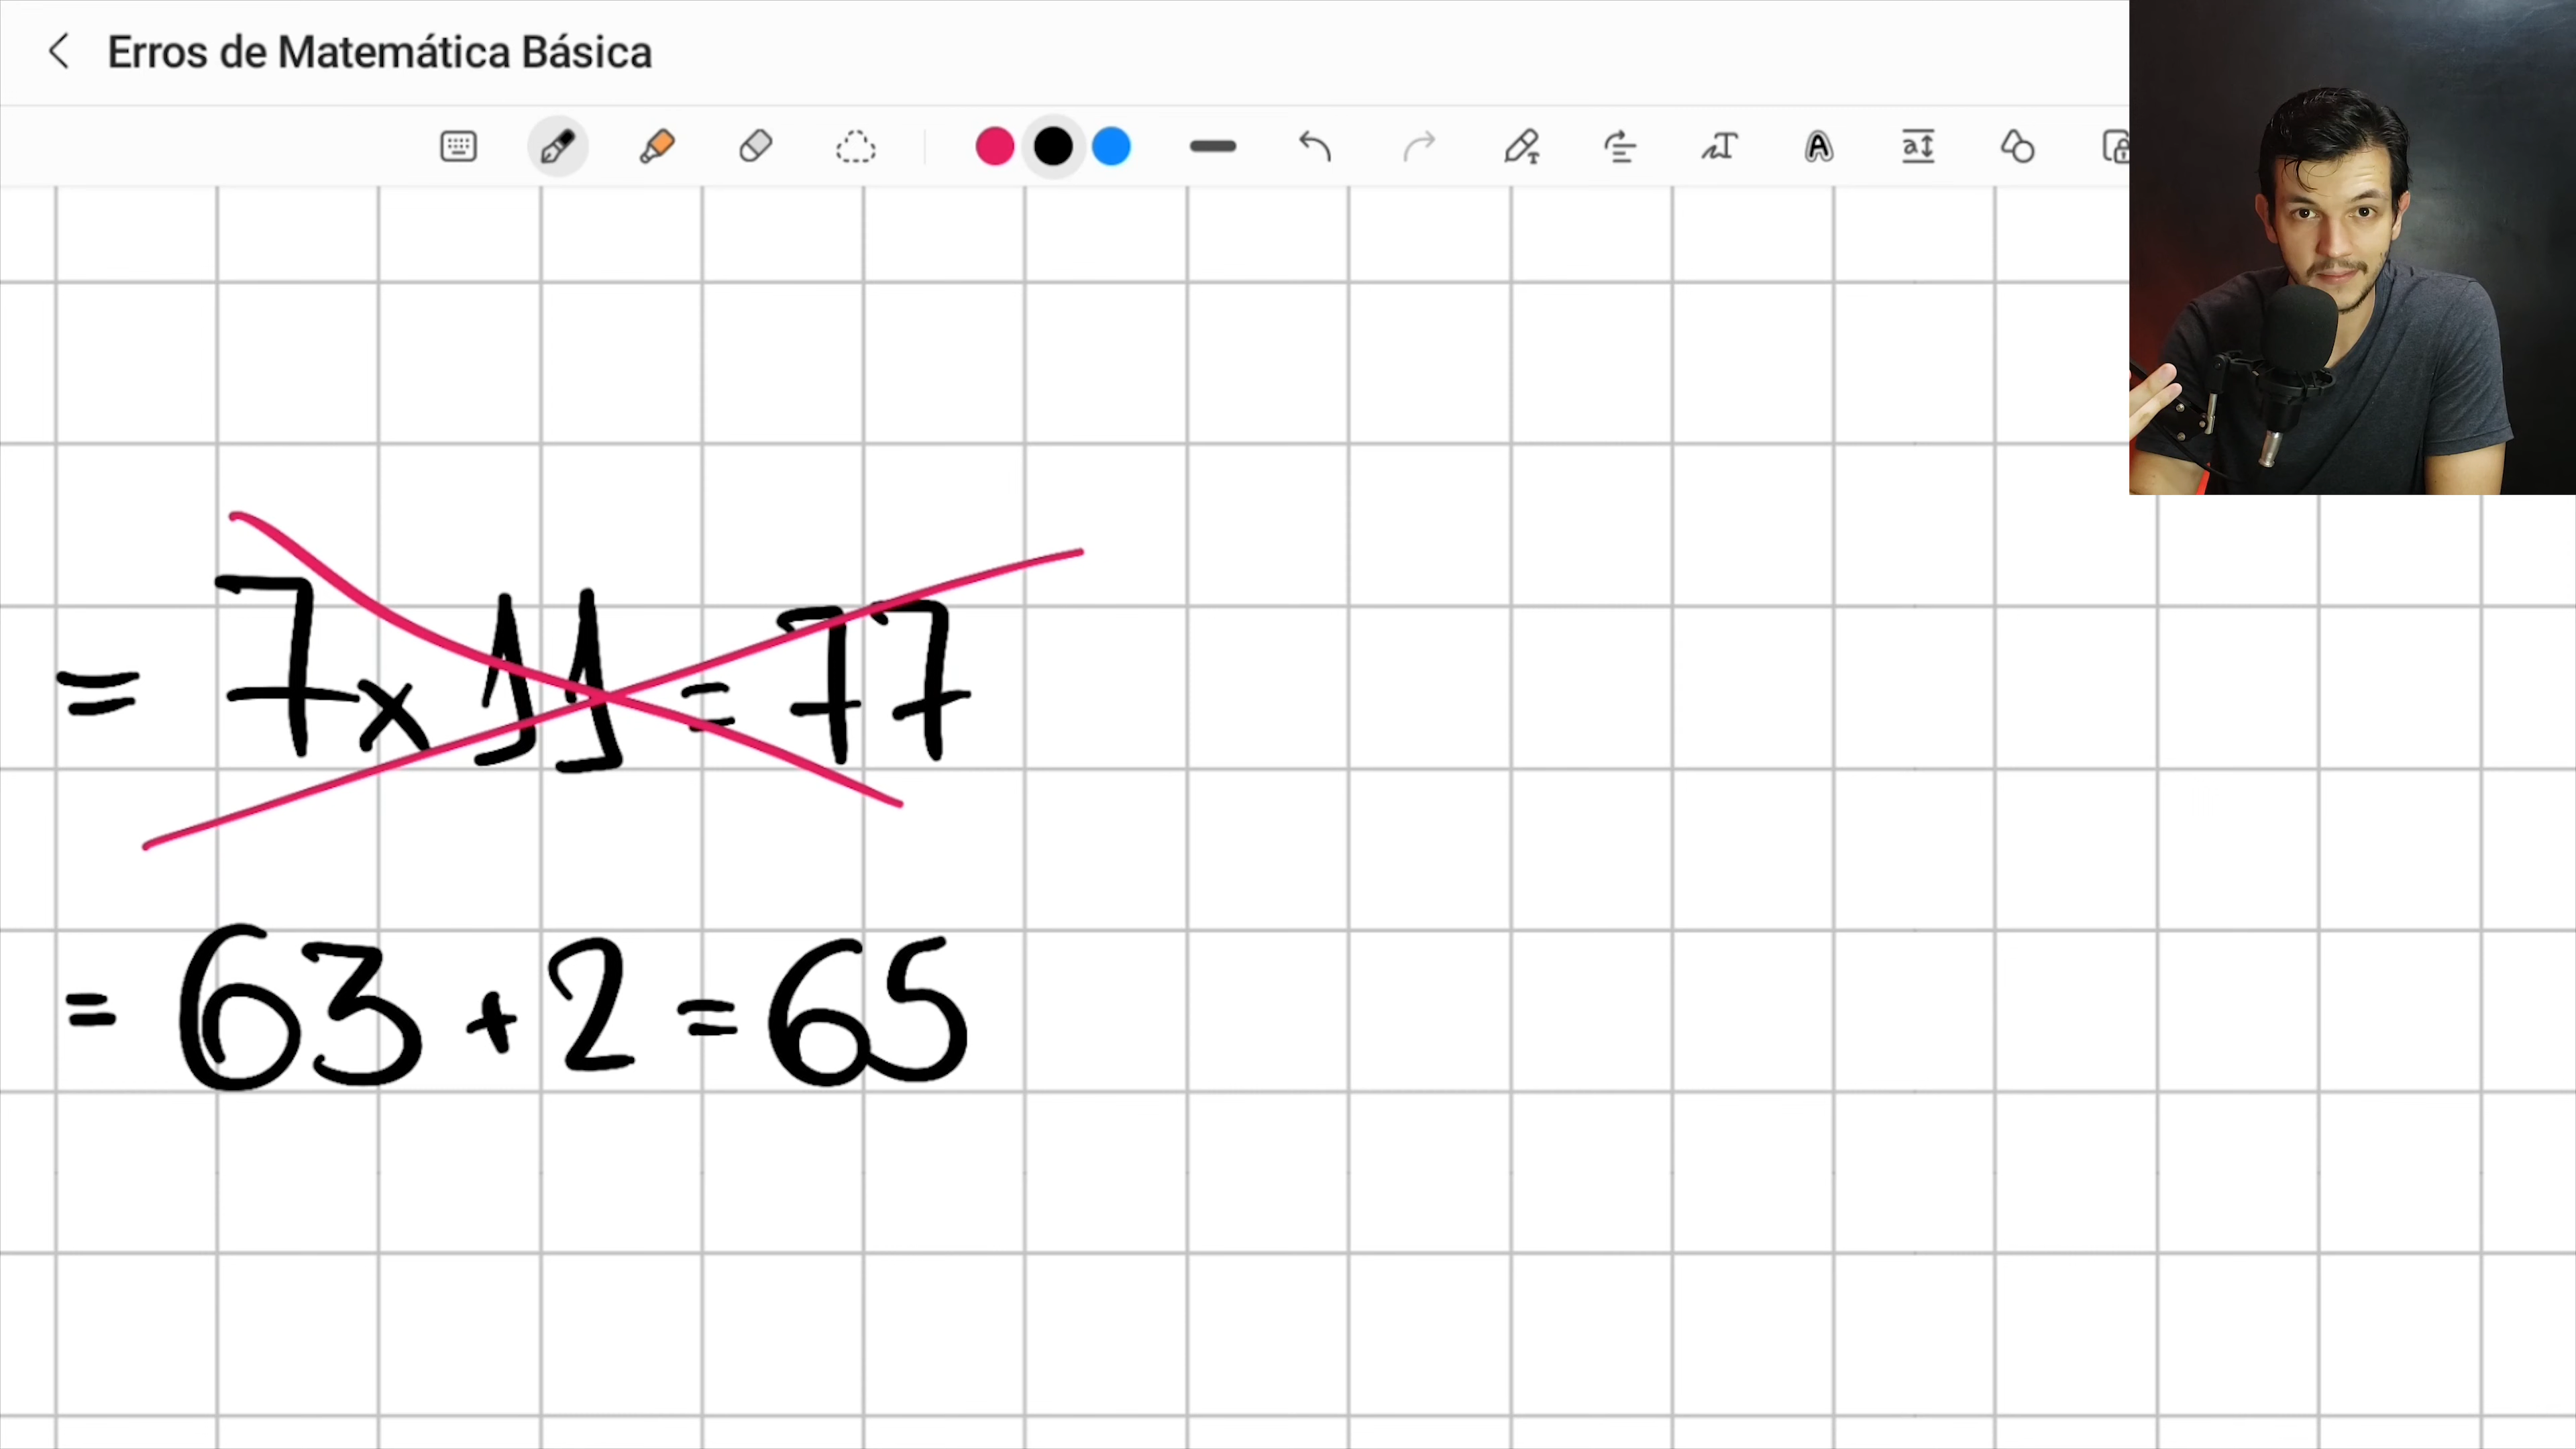 Erros de Matemática Básica
= 7x11 = 77
= 63 + 2 = 65